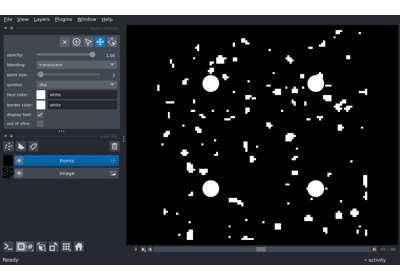 File View Layers Plugins Window Help
opacity: 1.00
blending: translucent
point size:
symbol: disc
face color: white
border color: white
display text:
out of slice:
Points
Image
Ready
activity